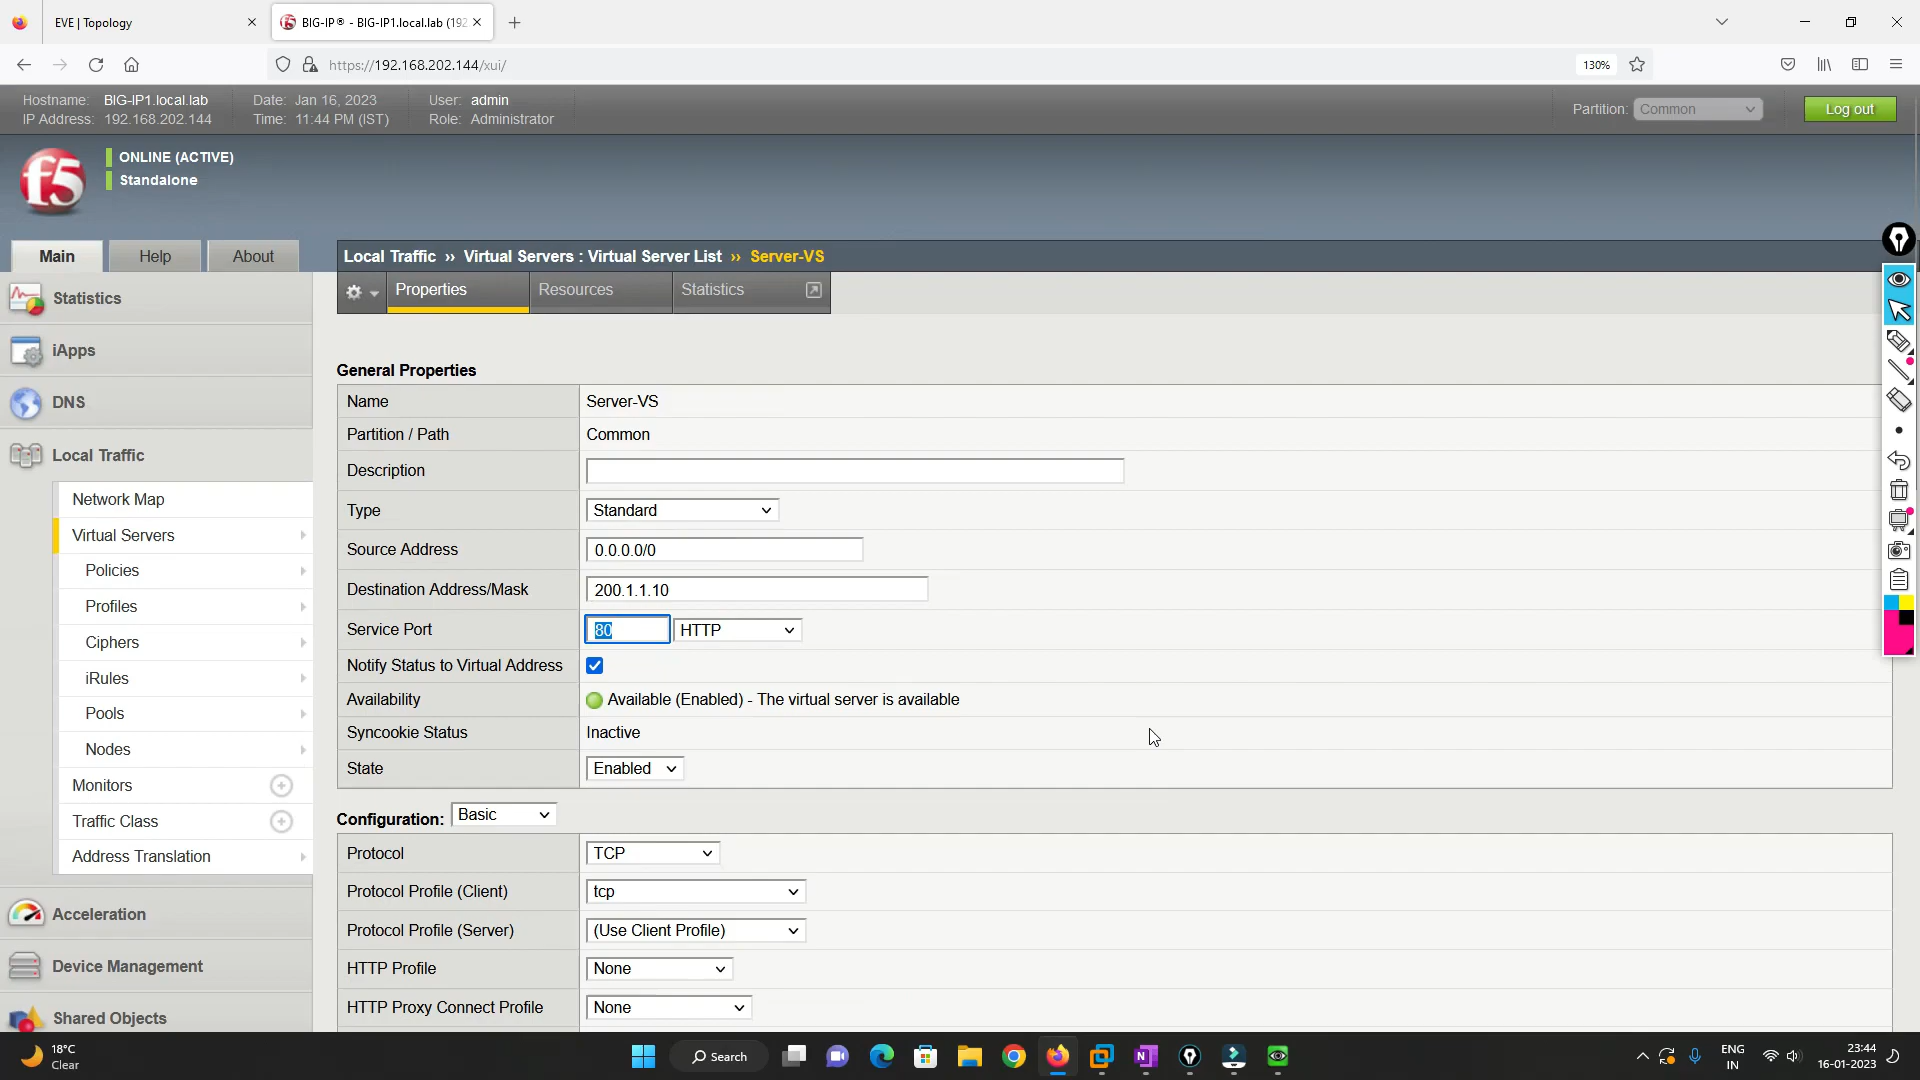 EVE | Topology
BIG-IP® - BIG-IP1.local.lab (192
https://192.168.202.144/xui/
130%
Hostname: BIG-IP1.local.lab
Date: Jan 16, 2023
User: admin
IP Address: 192.168.202.144
Time: 11:44 PM (IST)
Role: Administrator
Partition: Common
Log out
f5
ONLINE (ACTIVE)
Standalone
Main
Help
About
Local Traffic ›› Virtual Servers : Virtual Server List ›› Server-VS
Properties
Resources
Statistics
Statistics
iApps
DNS
Local Traffic
Network Map
Virtual Servers
Policies
Profiles
Ciphers
iRules
Pools
Nodes
Monitors
Traffic Class
Address Translation
Acceleration
Device Management
Shared Objects
General Properties
Name Server-VS
Partition / Path Common
Description
Type Standard
Source Address 0.0.0.0/0
Destination Address/Mask 200.1.1.10
Service Port 80 HTTP
Notify Status to Virtual Address
Availability Available (Enabled) - The virtual server is available
Syncookie Status Inactive
State Enabled
Configuration: Basic
Protocol TCP
Protocol Profile (Client) tcp
Protocol Profile (Server) (Use Client Profile)
HTTP Profile None
HTTP Proxy Connect Profile None
18°C
Clear
Search
ENG
IN
23:44
16-01-2023